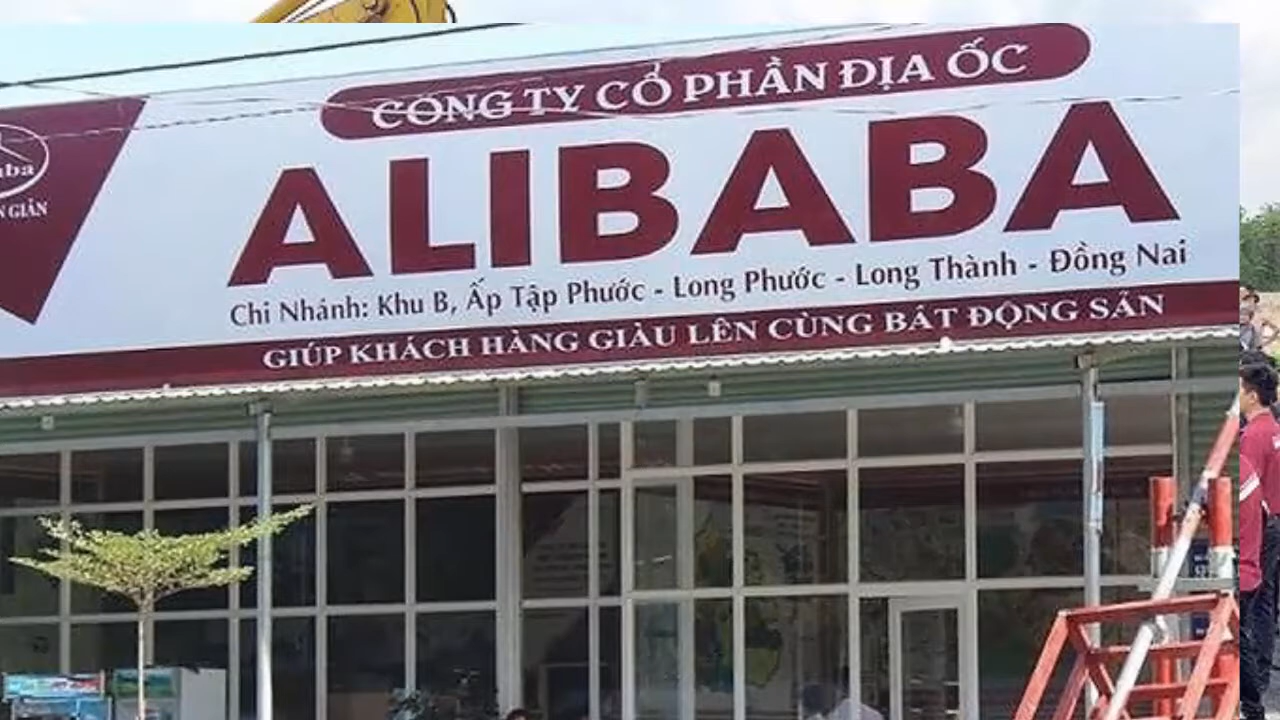 CÔNG TY CỔ PHẦN ĐỊA ỐC
ALIBABA
Chi Nhánh: Khu B, Ấp Tập Phước - Long Phước - Long Thành - Đồng Nai
GIÚP KHÁCH HÀNG GIÀU LÊN CÙNG BẤT ĐỘNG SẢN
GIẢN